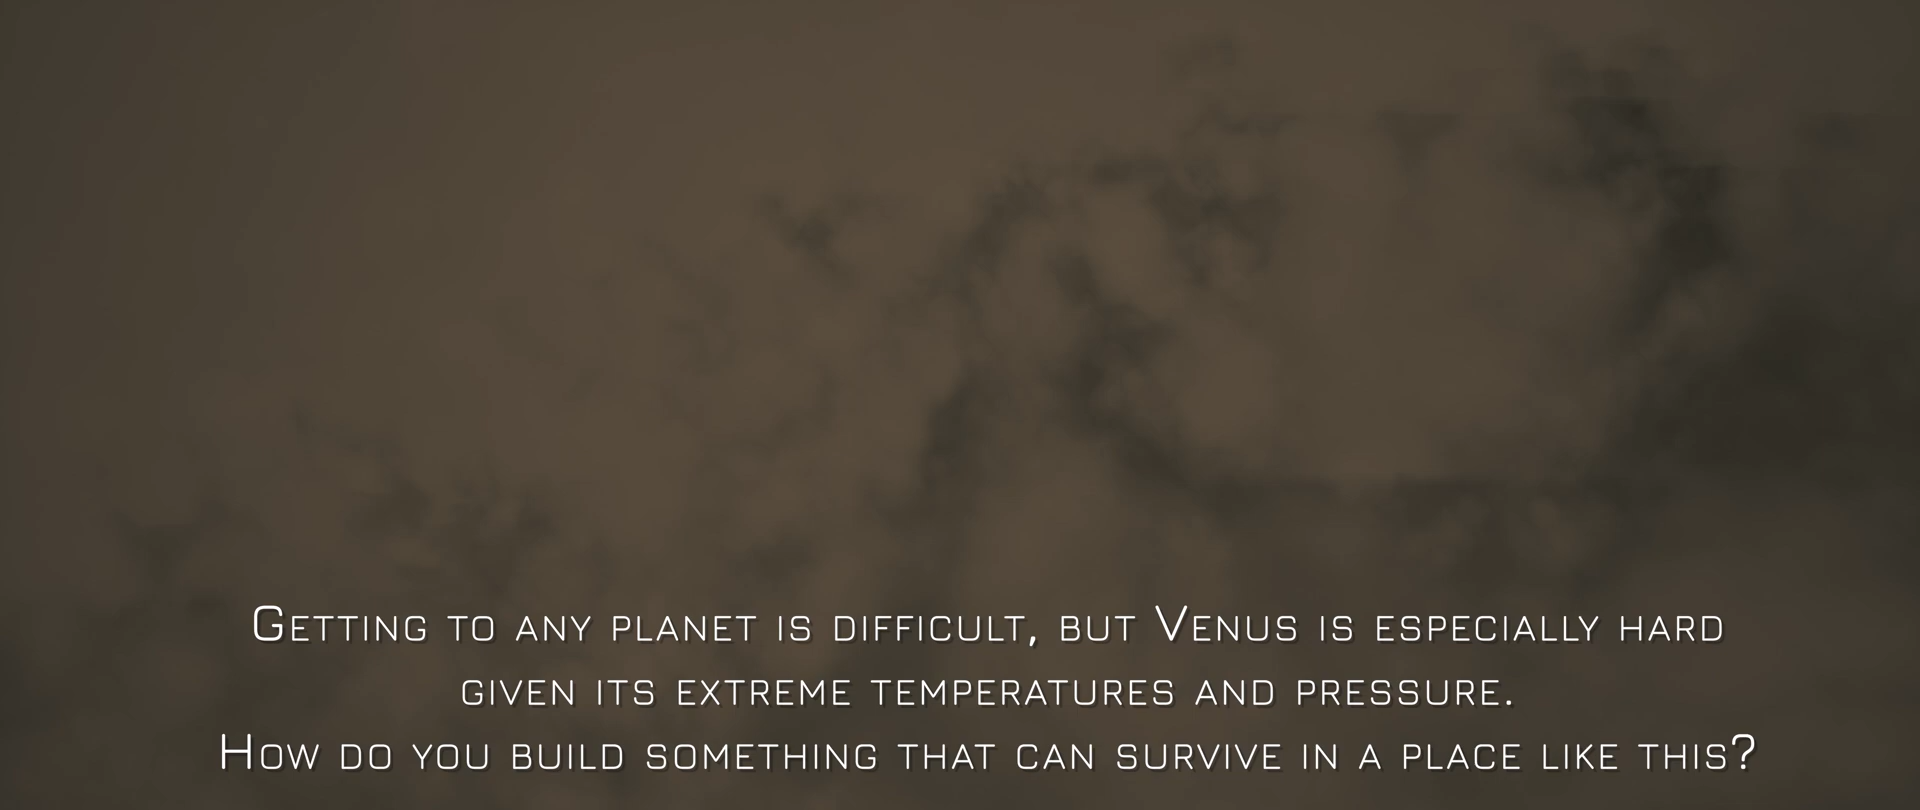 Getting to any planet is difficult, but Venus is especially hard
given its extreme temperatures and pressure.
How do you build something that can survive in a place like this?